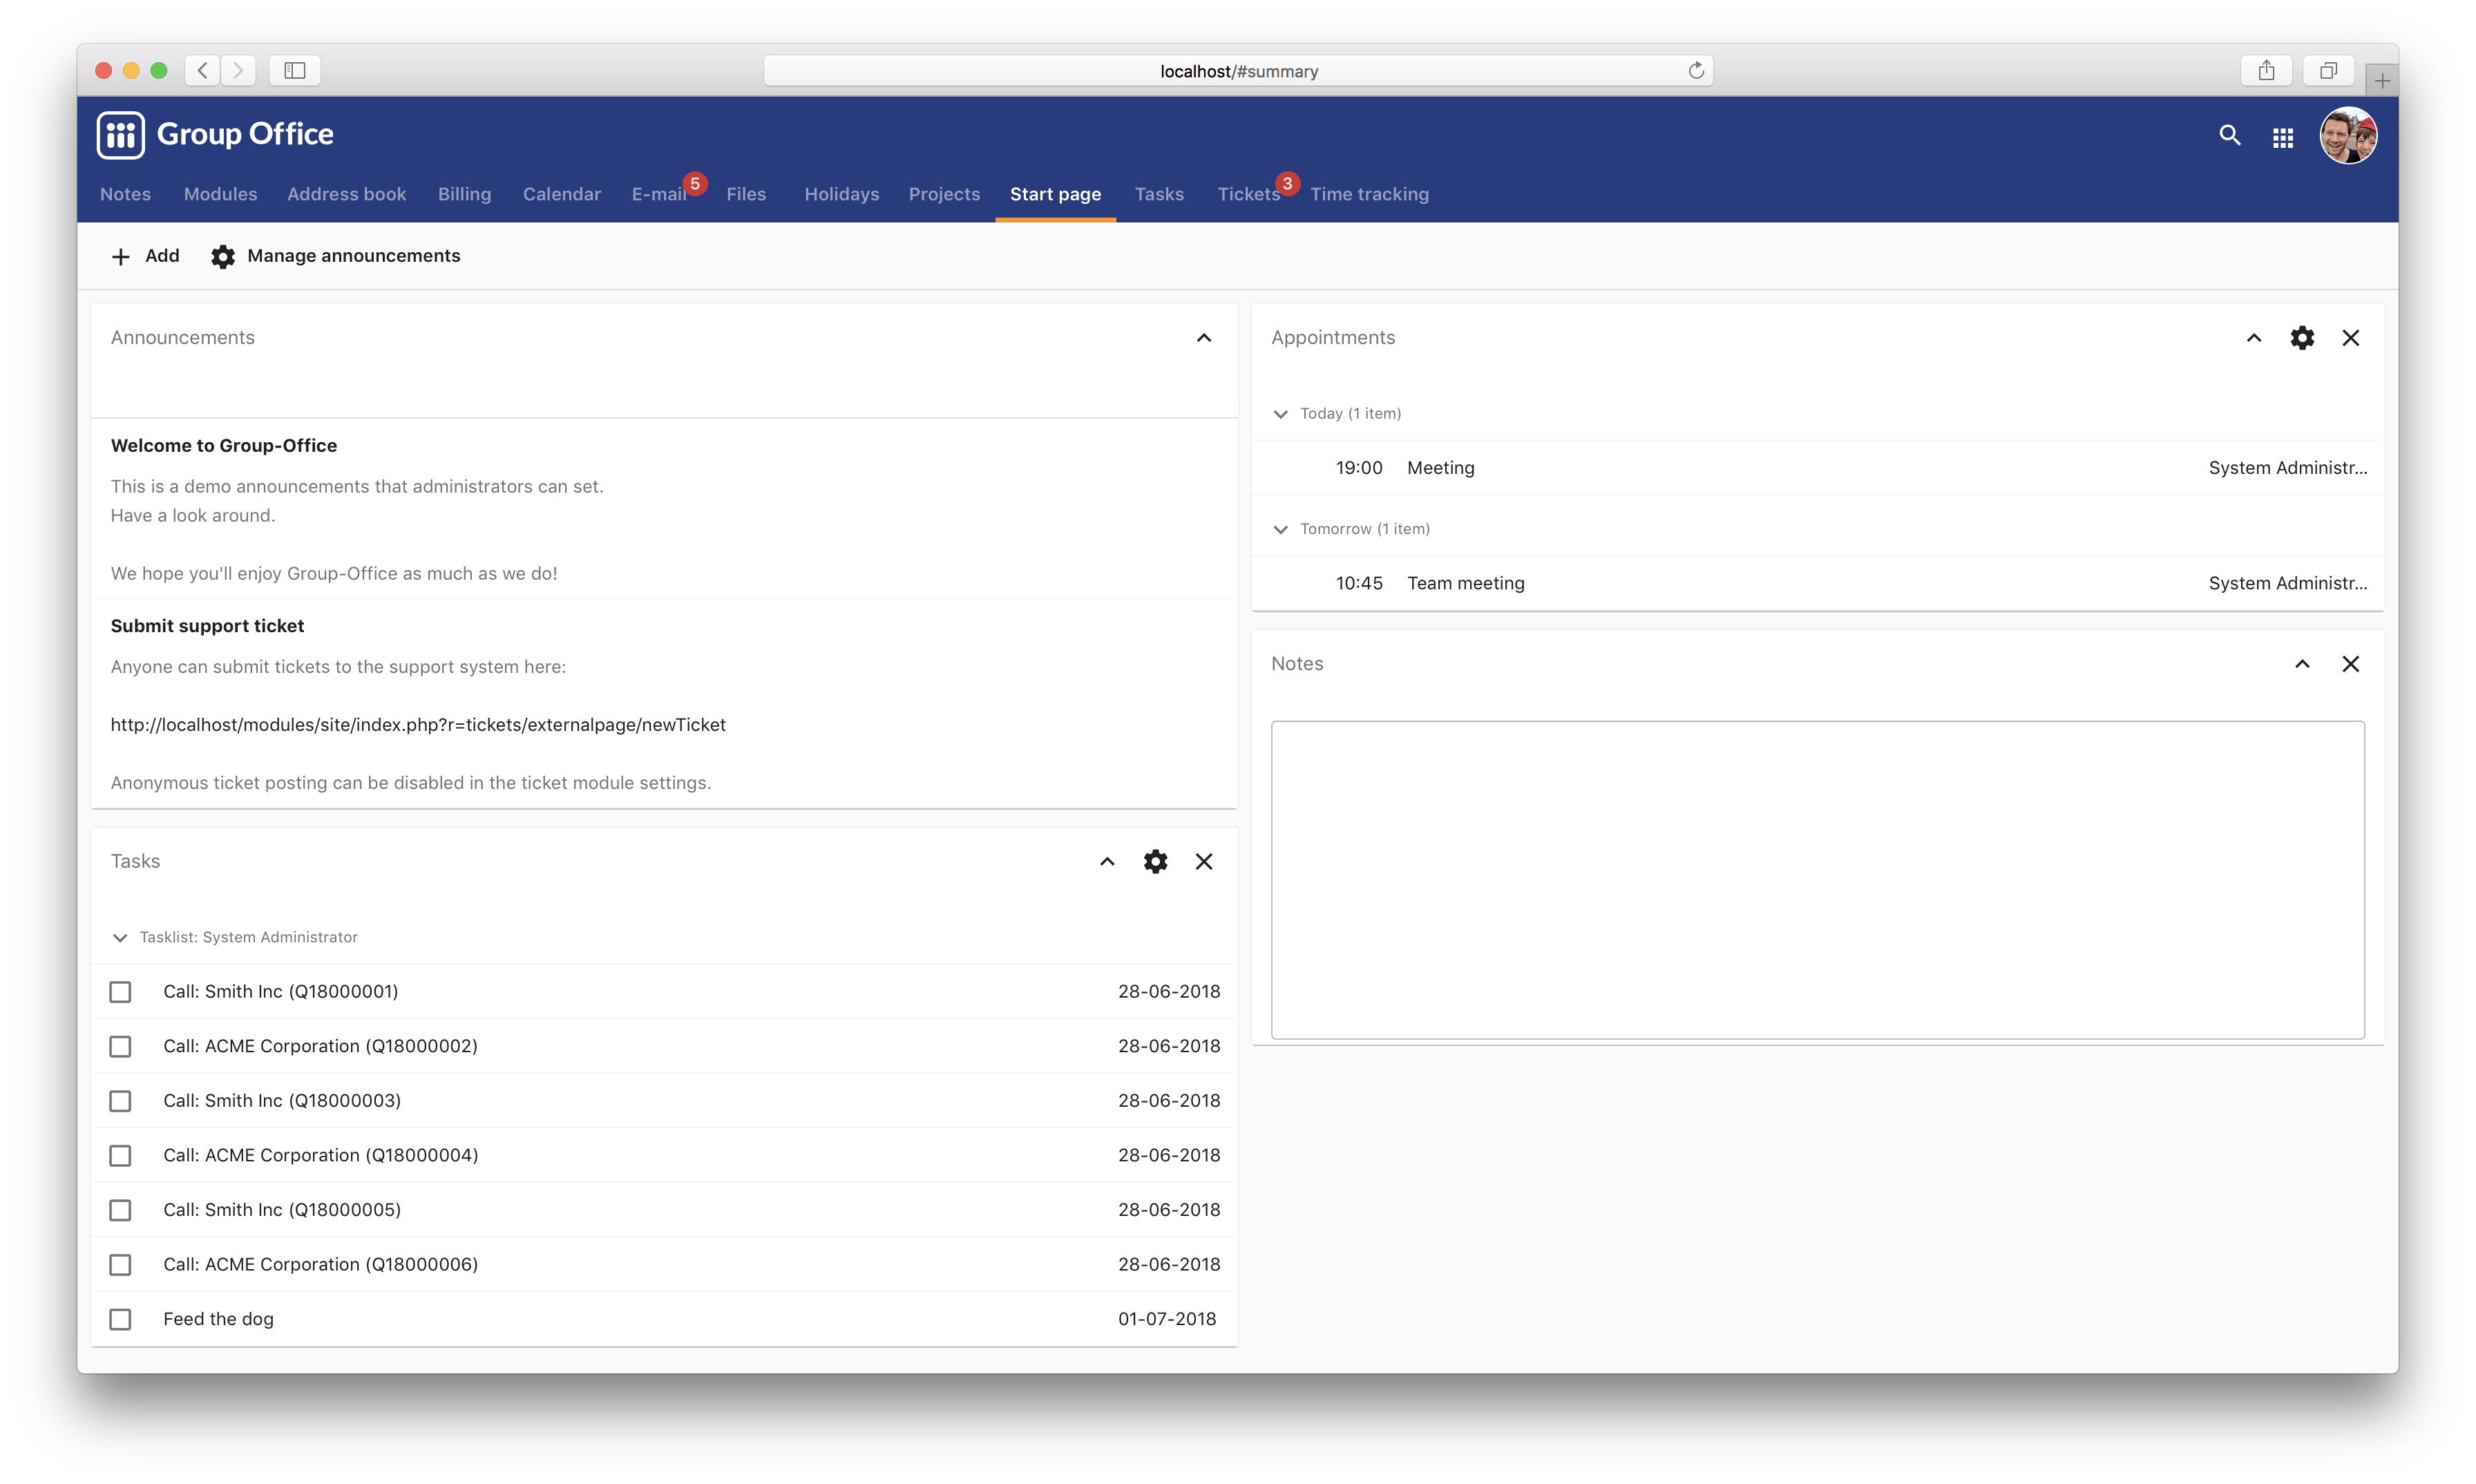 localhost/#summary
Group Office
Notes Modules Address book Billing Calendar E-mail 5 Files Holidays Projects Start page Tasks Tickets 3 Time tracking
Add Manage announcements
Announcements
Welcome to Group-Office
This is a demo announcements that administrators can set.
Have a look around.
We hope you'll enjoy Group-Office as much as we do!
Submit support ticket
Anyone can submit tickets to the support system here:
http://localhost/modules/site/index.php?r=tickets/externalpage/newTicket
Anonymous ticket posting can be disabled in the ticket module settings.
Tasks
Tasklist: System Administrator
Call: Smith Inc (Q18000001) 28-06-2018
Call: ACME Corporation (Q18000002) 28-06-2018
Call: Smith Inc (Q18000003) 28-06-2018
Call: ACME Corporation (Q18000004) 28-06-2018
Call: Smith Inc (Q18000005) 28-06-2018
Call: ACME Corporation (Q18000006) 28-06-2018
Feed the dog 01-07-2018
Appointments
Today (1 item)
19:00 Meeting System Administr...
Tomorrow (1 item)
10:45 Team meeting System Administr...
Notes